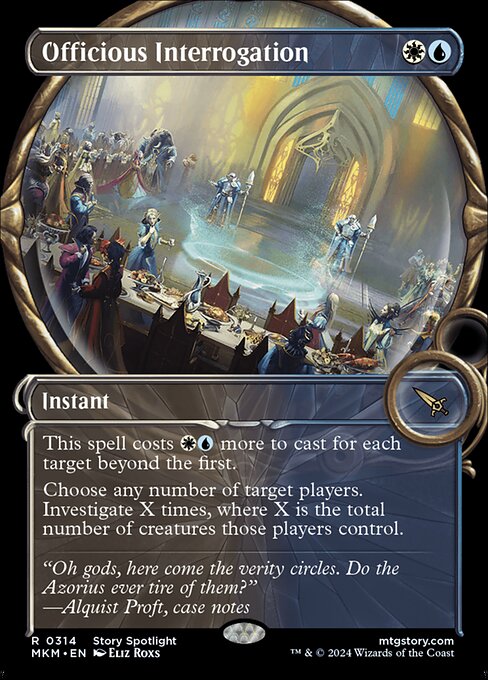 Officious Interrogation
Instant
This spell costs more to cast for each
target beyond the first.
Choose any number of target players.
Investigate X times, where X is the total
number of creatures those players control.
“Oh gods, here come the verity circles. Do the
Azorius ever tire of them?”
—Alquist Proft, case notes
R 0314 Story Spotlight mtgstory.com
MKM • EN Eliz Roxs ™ & © 2024 Wizards of the Coast